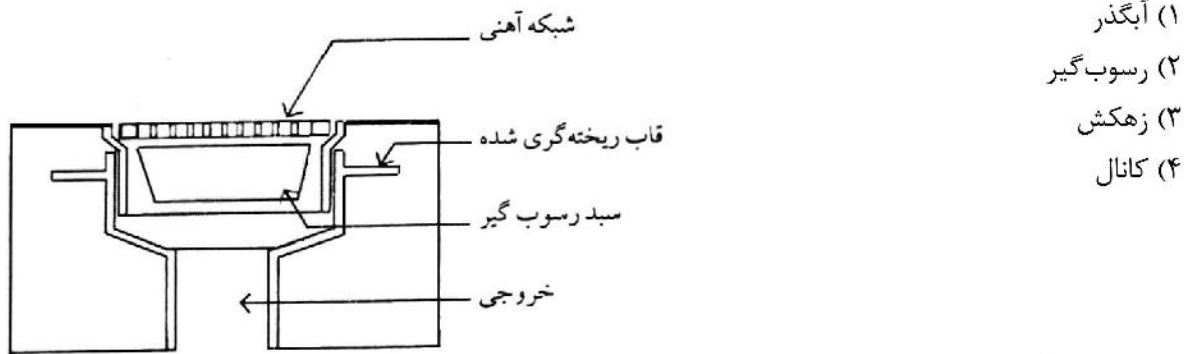 ۱) آبگذر
۲) رسوب‌گیر
۳) زهکش
۴) کانال
شبکه آهنی
قاب ریخته‌گری شده
سبد رسوب گیر
خروجی